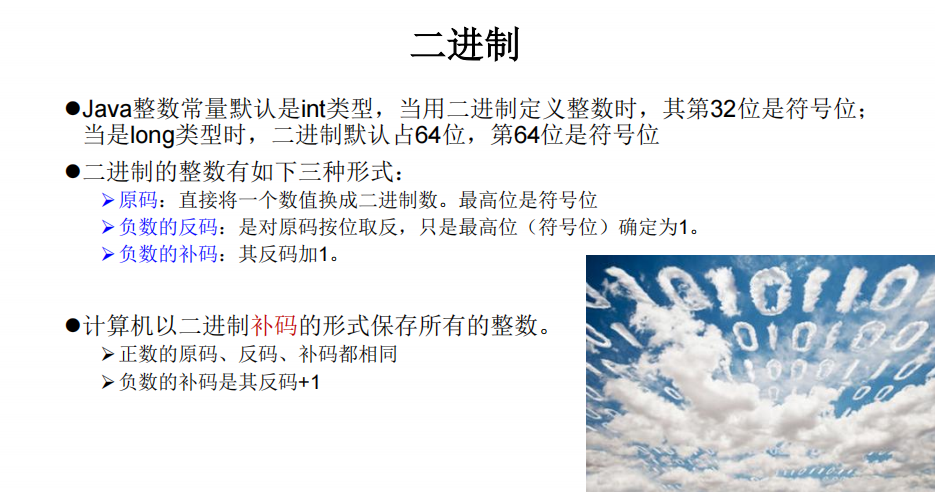 二进制
●Java整数常量默认是int类型，当用二进制定义整数时，其第32位是符号位；
当是long类型时，二进制默认占64位，第64位是符号位
●二进制的整数有如下三种形式：
➢原码：直接将一个数值换成二进制数。最高位是符号位
➢负数的反码：是对原码按位取反，只是最高位（符号位）确定为1。
➢负数的补码：其反码加1。
●计算机以二进制补码的形式保存所有的整数。
➢正数的原码、反码、补码都相同
➢负数的补码是其反码+1